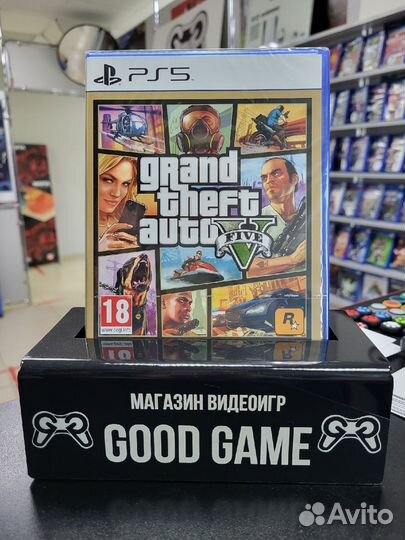 PS5
grand
theft
auto
V
FIVE
18
www.pegi.info
R
МАГАЗИН ВИДЕОИГР
GOOD GAME
Avito